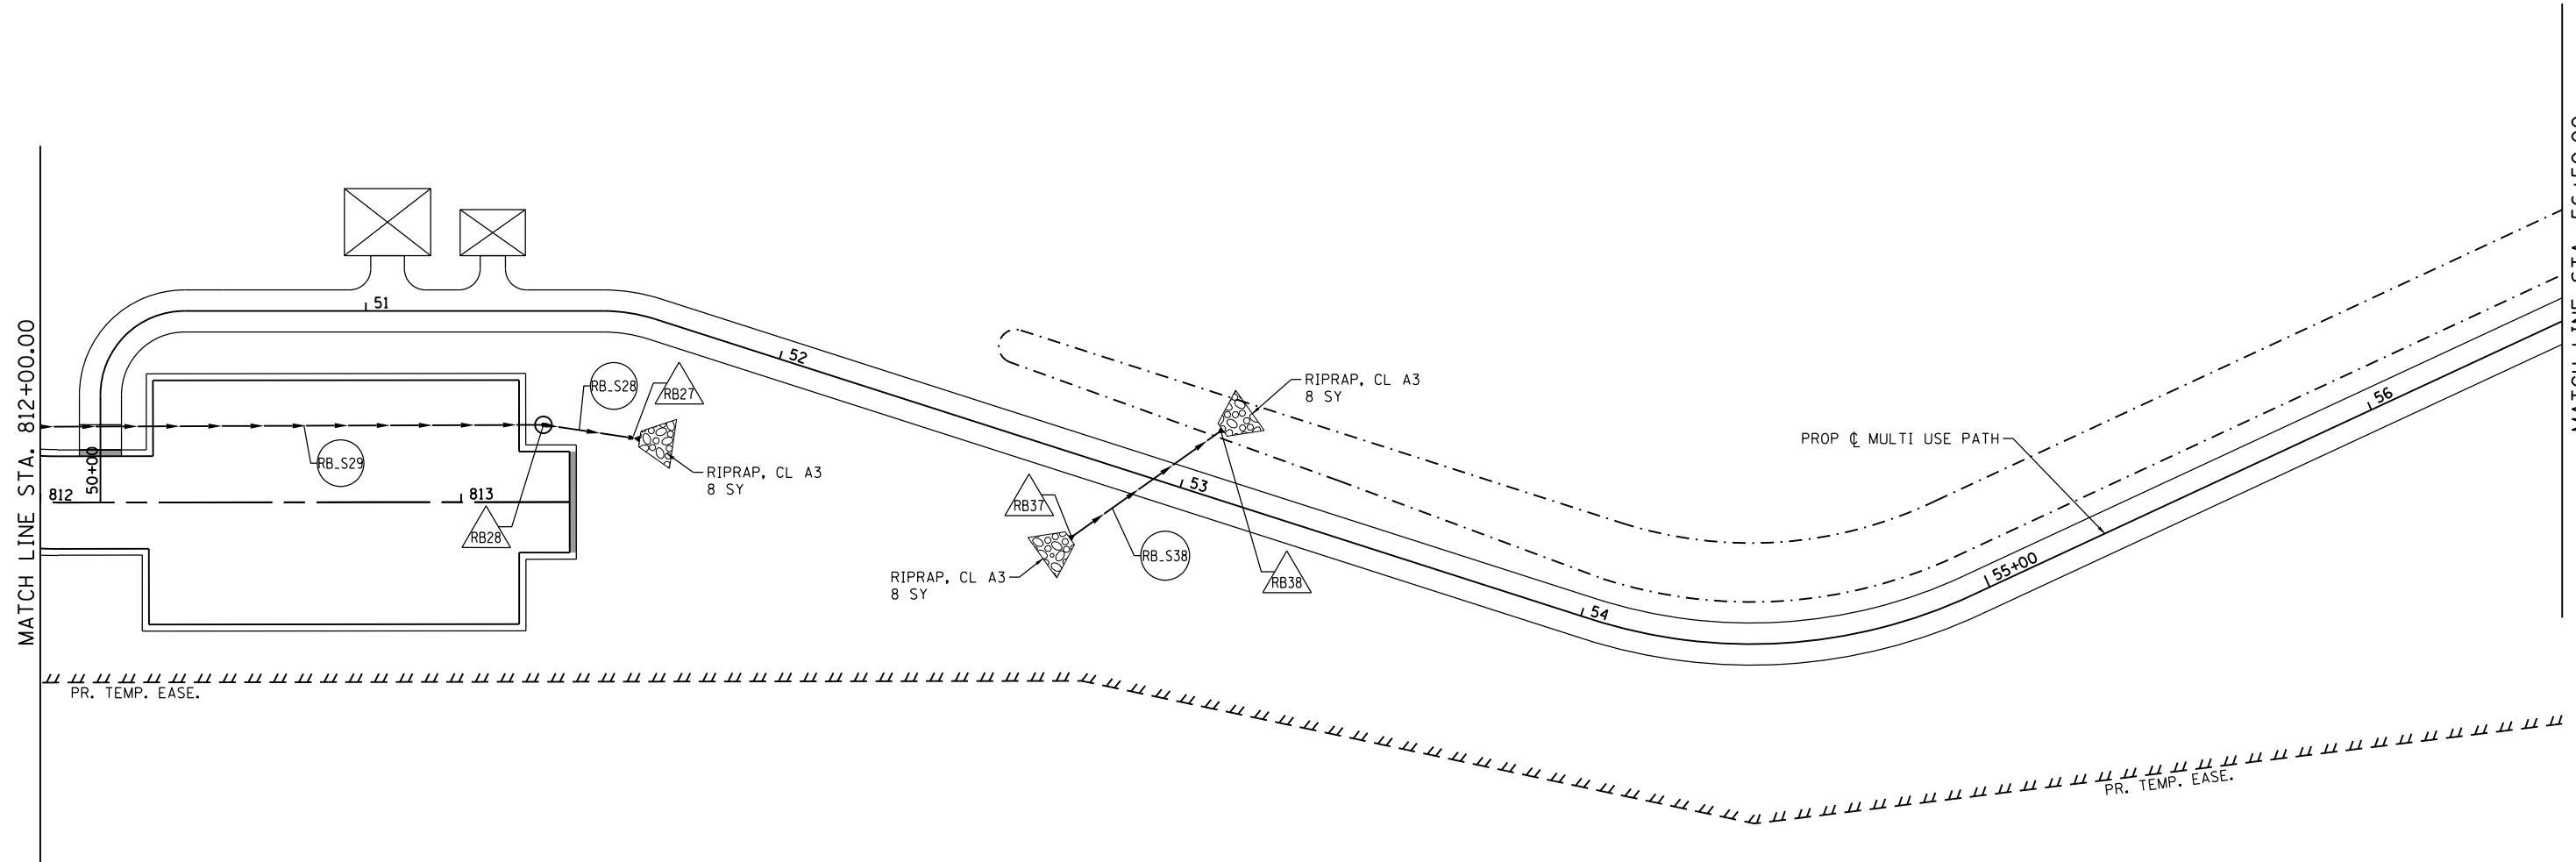 MATCH LINE STA. 812+00.00
812
50+00
813
51
52
53
54
55+00
56
RB_S29
RB28
RB_S28
RB27
RIPRAP, CL A3
8 SY
RIPRAP, CL A3
8 SY
RB37
RIPRAP, CL A3
8 SY
RB_S38
RB38
PROP ℄ MULTI USE PATH
PR. TEMP. EASE.
PR. TEMP. EASE.